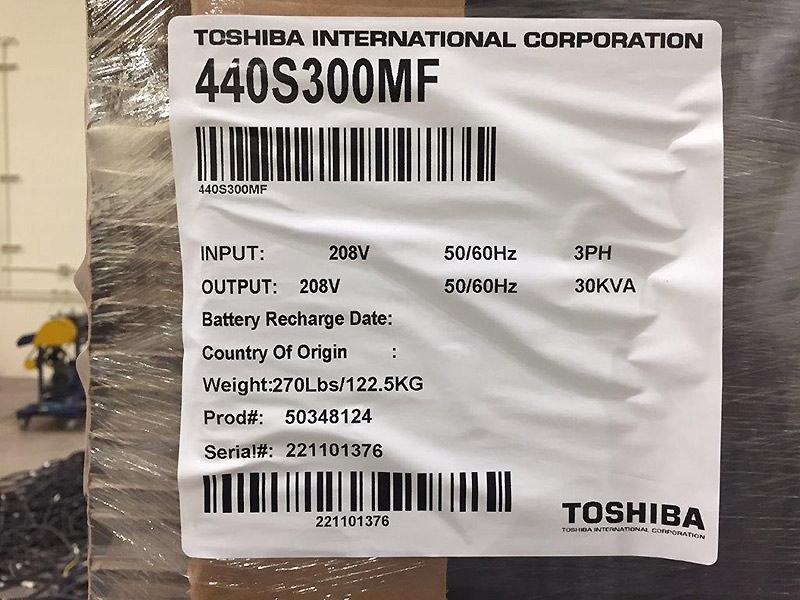 TOSHIBA INTERNATIONAL CORPORATION
440S300MF
440S300MF
INPUT: 208V 50/60Hz 3PH
OUTPUT: 208V 50/60Hz 30KVA
Battery Recharge Date:
Country Of Origin :
Weight:270Lbs/122.5KG
Prod#: 50348124
Serial#: 221101376
221101376
TOSHIBA
TOSHIBA INTERNATIONAL CORPORATION